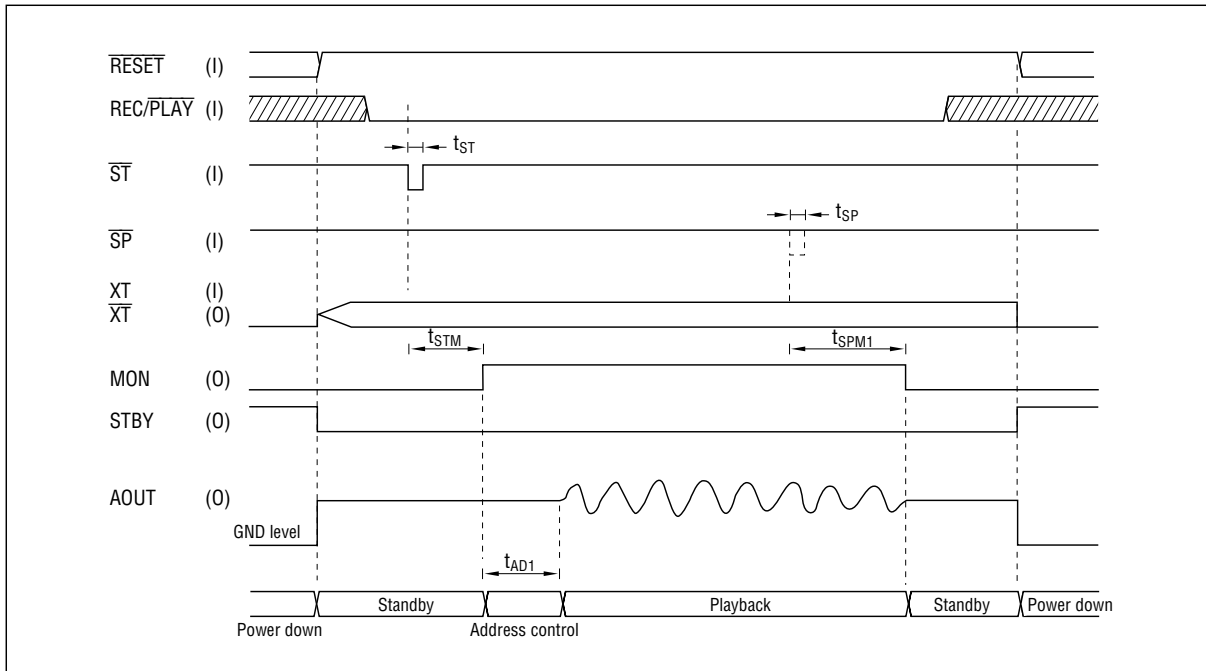 RESET (I)
REC/PLAY (I)
tST
ST (I)
tSP
SP (I)
XT (I)
XT (O)
tSTM tSPM1
MON (O)
STBY (O)
AOUT (O)
GND level
tAD1
Standby Playback Standby Power down
Power down Address control